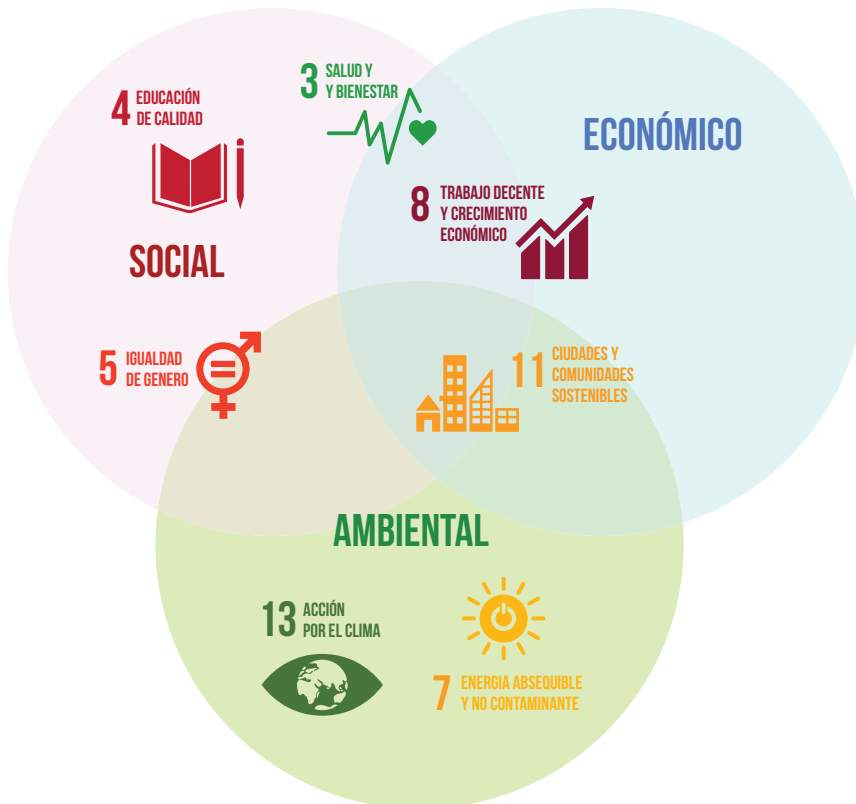 3 SALUD Y
Y BIENESTAR
4 EDUCACIÓN
DE CALIDAD
ECONÓMICO
8 TRABAJO DECENTE
Y CRECIMIENTO
ECONÓMICO
SOCIAL
5 IGUALDAD
DE GENERO
11 CIUDADES Y
COMUNIDADES
SOSTENIBLES
AMBIENTAL
13 ACCIÓN
POR EL CLIMA
7 ENERGIA ABSEQUIBLE
Y NO CONTAMINANTE